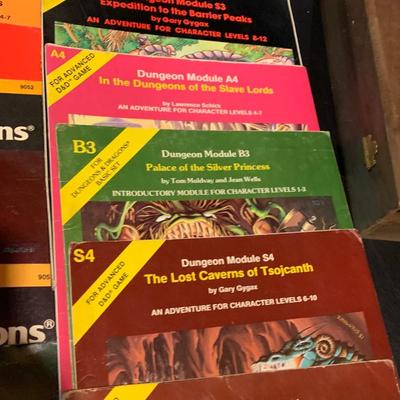 Dungeon Module S3
Expedition to the Barrier Peaks
by Gary Gygax
AN ADVENTURE FOR CHARACTER LEVELS 8-12
4-7
9052
ons®
905
ons®
A4
FOR ADVANCED
D&D® GAME
Dungeon Module A4
In the Dungeons of the Slave Lords
by Lawrence Schick
AN ADVENTURE FOR CHARACTER LEVELS 4-7
B3
FOR
DUNGEONS & DRAGONS®
BASIC SET
Dungeon Module B3
Palace of the Silver Princess
by Tom Moldvay and Jean Wells
INTRODUCTORY MODULE FOR CHARACTER LEVELS 1-3
S4
FOR ADVANCED
D&D® GAME
Dungeon Module S4
The Lost Caverns of Tsojcanth
by Gary Gygax
AN ADVENTURE FOR CHARACTER LEVELS 6-10